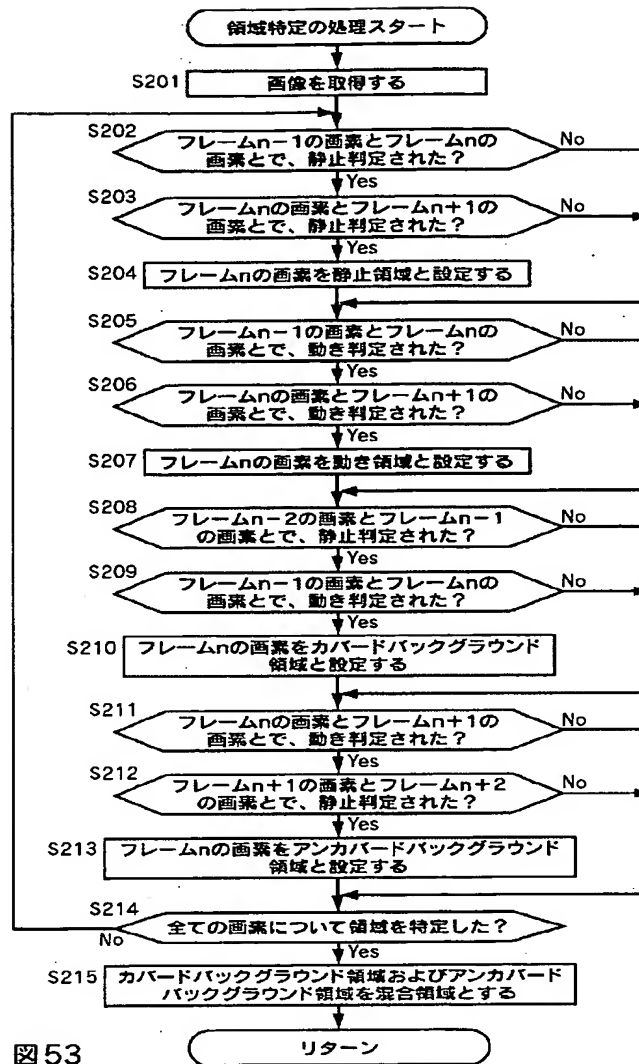 領域特定の処理スタート
S201
画像を取得する
S202
フレームn−1の画素とフレームnの
画素とで、静止判定された?
No
Yes
S203
フレームnの画素とフレームn+1の
画素とで、静止判定された?
No
Yes
S204
フレームnの画素を静止領域と設定する
S205
フレームn−1の画素とフレームnの
画素とで、動き判定された?
No
Yes
S206
フレームnの画素とフレームn+1の
画素とで、動き判定された?
No
Yes
S207
フレームnの画素を動き領域と設定する
S208
フレームn−2の画素とフレームn−1
の画素とで、静止判定された?
No
Yes
S209
フレームn−1の画素とフレームnの
画素とで、動き判定された?
No
Yes
S210
フレームnの画素をカバードバックグラウンド
領域と設定する
S211
フレームnの画素とフレームn+1の
画素とで、動き判定された?
No
Yes
S212
フレームn+1の画素とフレームn+2
の画素とで、静止判定された?
No
Yes
S213
フレームnの画素をアンカバードバックグラウンド
領域と設定する
S214
全ての画素について領域を特定した?
No
Yes
S215
カバードバックグラウンド領域およびアンカバード
バックグラウンド領域を混合領域とする
リターン
図53